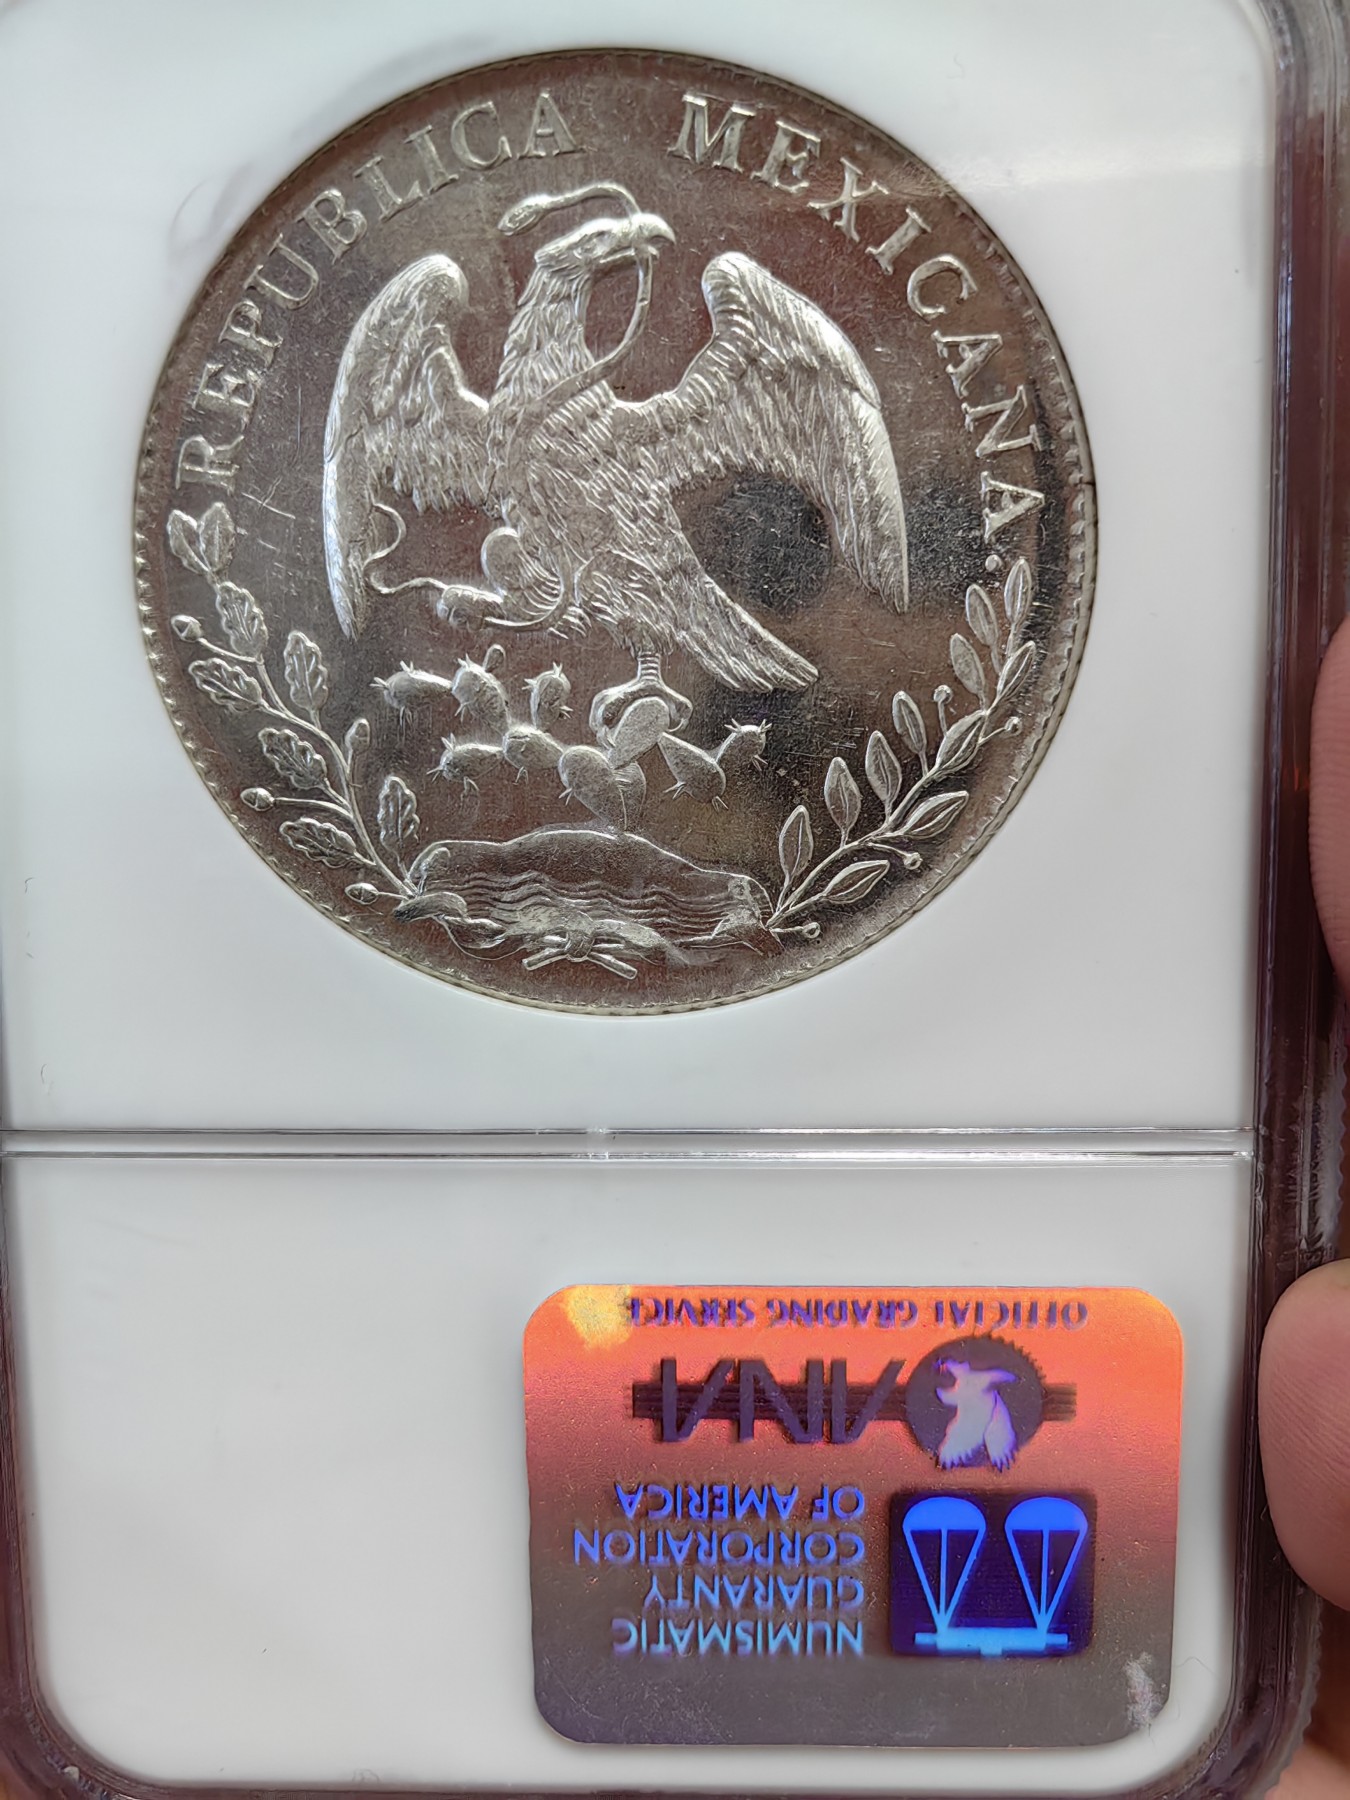 REPUBLICA MEXICANA.
OFFICIAL GRADING SERVICE
ANA
NUMISMATIC
GUARANTY
CORPORATION
OF AMERICA